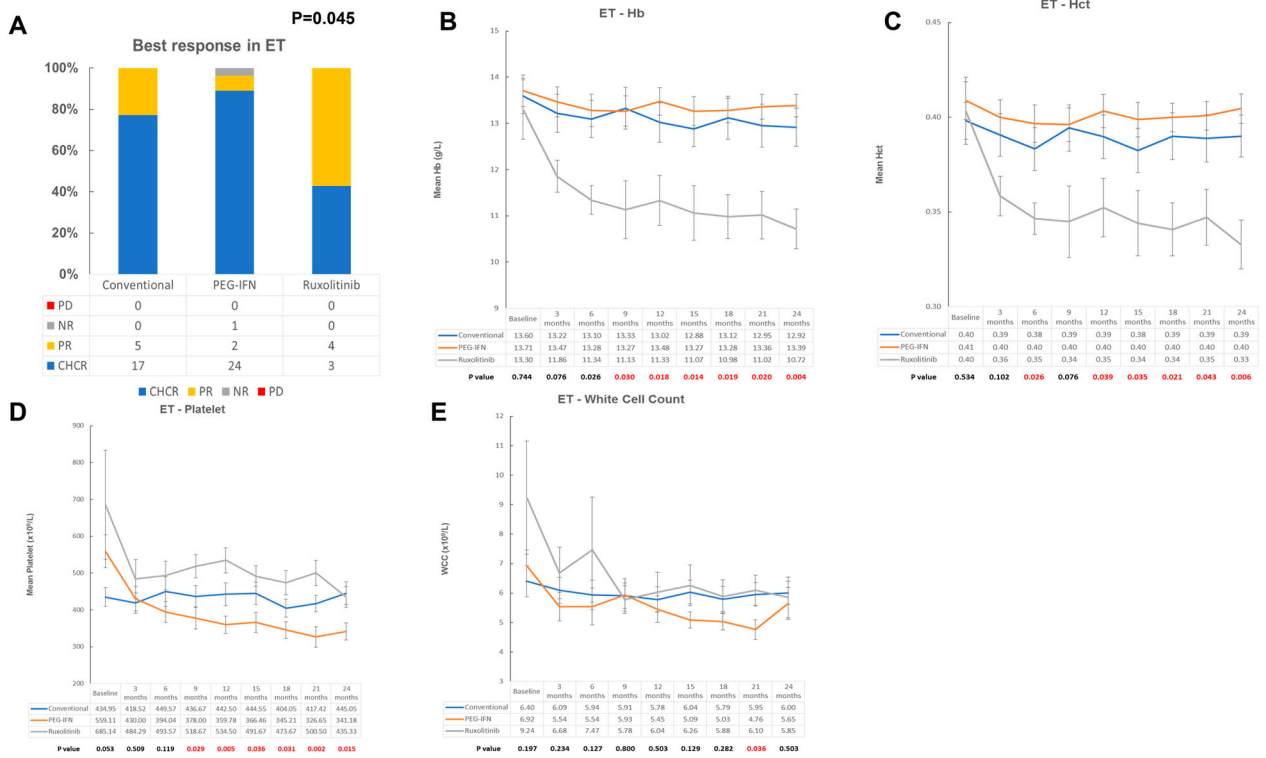 A
P=0.045
Best response in ET
100%
80%
60%
40%
20%
0%
Conventional PEG-IFN Ruxolitinib
PD 0 0 0
NR 0 1 0
PR 5 2 4
CHCR 17 24 3
CHCR PR NR PD
B
ET - Hb
Mean Hb (g/L)
15
14
13
12
11
10
9
Baseline 3 months 6 months 9 months 12 months 15 months 18 months 21 months 24 months
Conventional 13.60 13.22 13.10 13.33 13.02 12.88 13.12 12.95 12.92
PEG-IFN 13.71 13.47 13.28 13.27 13.48 13.27 13.28 13.36 13.39
Ruxolitinib 13.30 11.86 11.34 11.13 11.33 11.07 10.98 11.02 10.72
P value 0.744 0.076 0.026 0.030 0.018 0.014 0.019 0.020 0.004
C
ET - Hct
Mean Hct
0.45
0.40
0.35
0.30
Baseline 3 months 6 months 9 months 12 months 15 months 18 months 21 months 24 months
Conventional 0.40 0.39 0.38 0.39 0.39 0.38 0.39 0.39 0.39
PEG-IFN 0.41 0.40 0.40 0.40 0.40 0.40 0.40 0.40 0.40
Ruxolitinib 0.40 0.36 0.35 0.34 0.35 0.34 0.34 0.35 0.33
P value 0.534 0.102 0.026 0.076 0.039 0.035 0.021 0.043 0.006
D
ET - Platelet
Mean Platelet (x10⁹/L)
900
800
700
600
500
400
300
200
Baseline 3 months 6 months 9 months 12 months 15 months 18 months 21 months 24 months
Conventional 434.95 418.52 449.57 436.67 442.50 444.55 404.05 417.42 445.05
PEG-IFN 559.11 430.00 394.04 378.00 359.78 366.46 345.21 326.65 341.18
Ruxolitinib 685.14 484.29 493.57 518.67 534.50 491.67 473.67 500.50 435.33
P value 0.053 0.509 0.119 0.029 0.005 0.036 0.031 0.002 0.015
E
ET - White Cell Count
WCC (x10⁹/L)
12
11
10
9
8
7
6
5
4
3
Baseline 3 months 6 months 9 months 12 months 15 months 18 months 21 months 24 months
Conventional 6.40 6.09 5.94 5.91 5.78 6.04 5.79 5.95 6.00
PEG-IFN 6.92 5.54 5.54 5.93 5.45 5.09 5.03 4.76 5.65
Ruxolitinib 9.24 6.68 7.47 5.78 6.04 6.26 5.88 6.10 5.85
P value 0.197 0.234 0.127 0.800 0.503 0.129 0.282 0.036 0.503